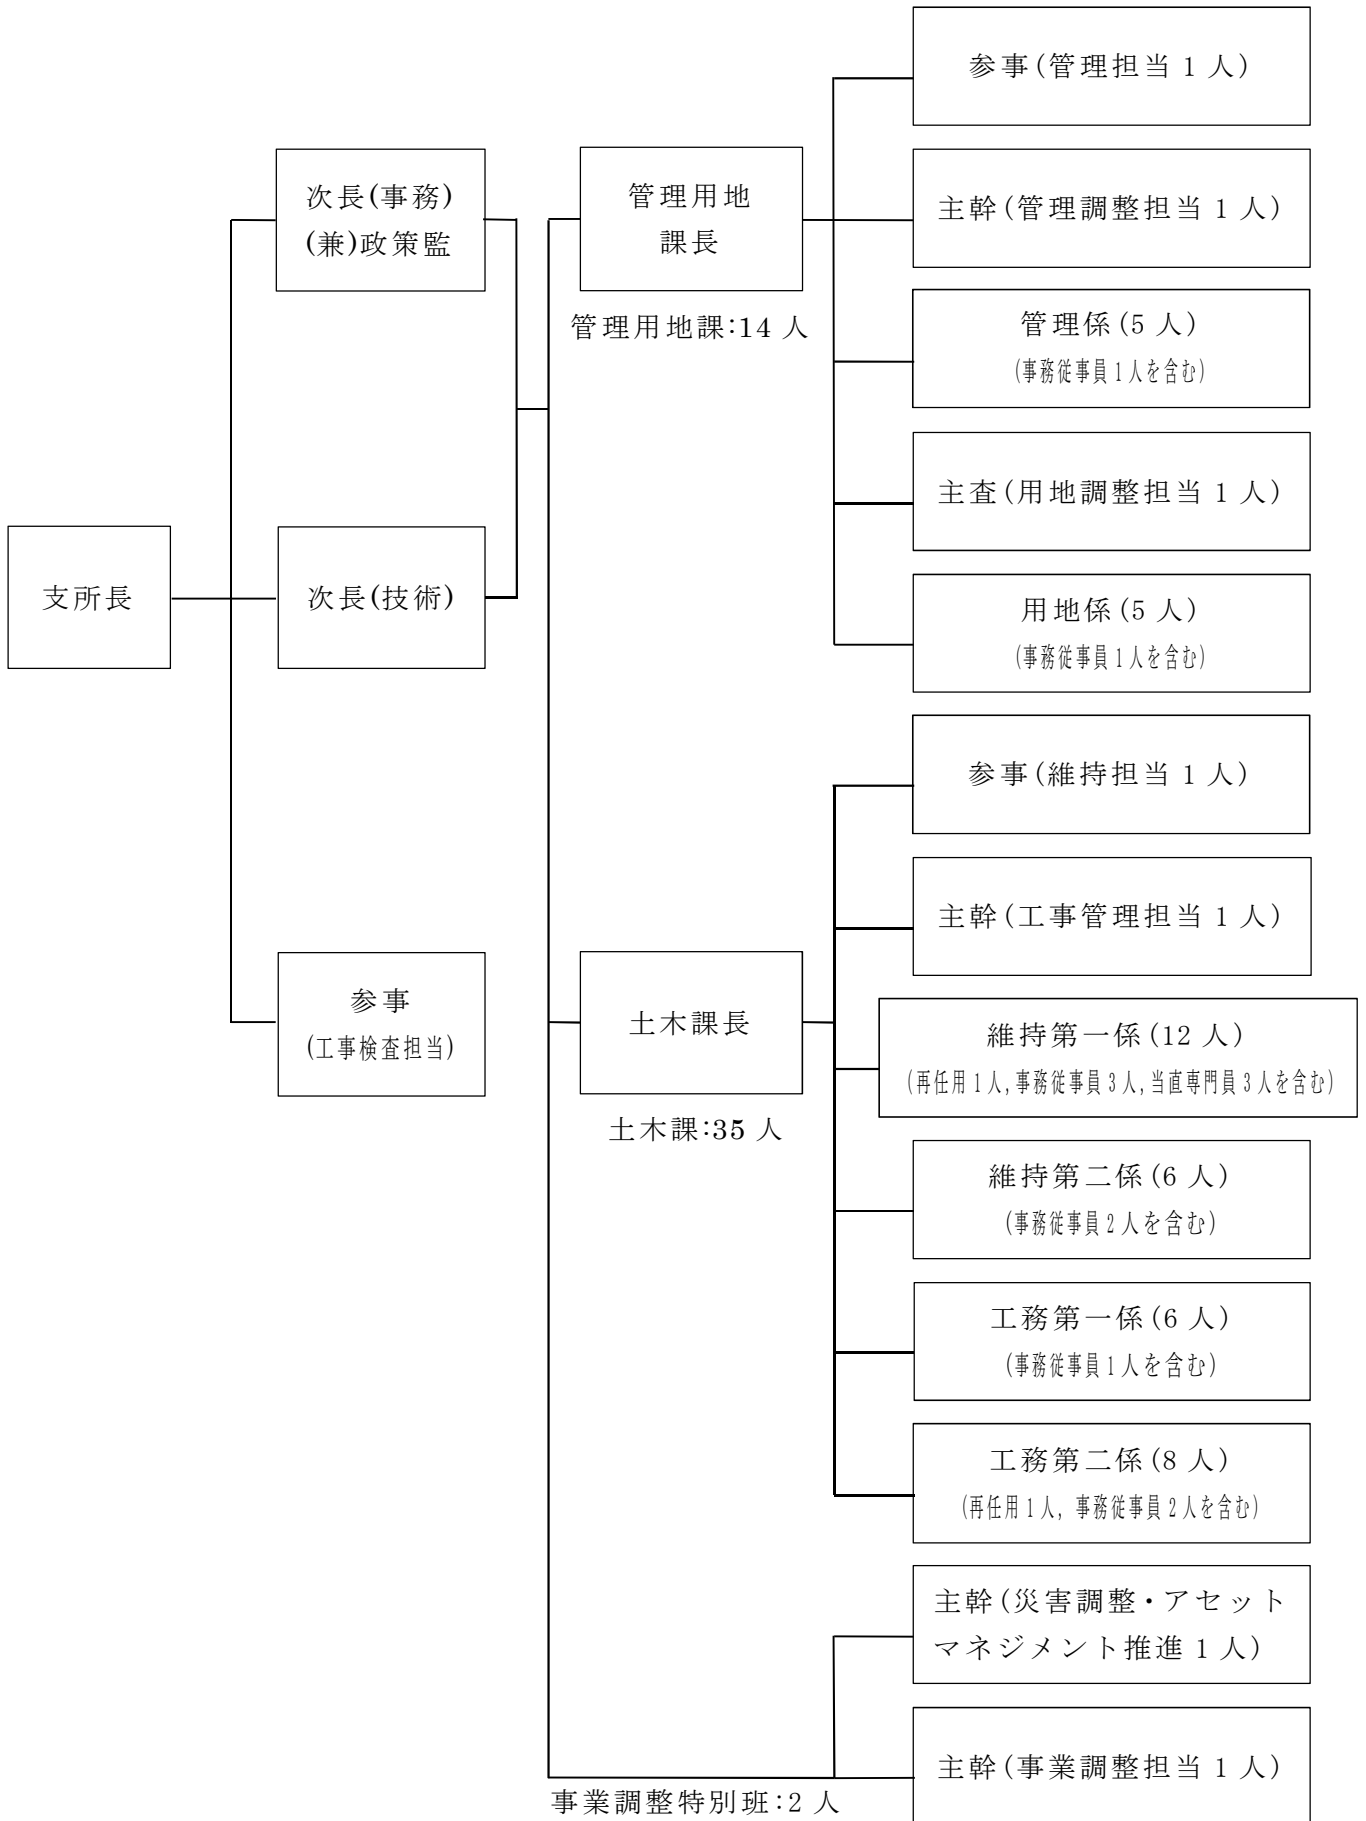 支所長
次長(事務)
(兼)政策監
次長(技術)
参事
(工事検査担当)
管理用地
課長
管理用地課:14 人
参事(管理担当 1 人)
主幹(管理調整担当 1 人)
管理係(5 人)
(事務従事員1人を含む)
主査(用地調整担当 1 人)
用地係(5 人)
(事務従事員1人を含む)
土木課長
土木課:35 人
参事(維持担当 1 人)
主幹(工事管理担当 1 人)
維持第一係(12 人)
(再任用1人,事務従事員3人,当直専門員3人を含む)
維持第二係(6 人)
(事務従事員2人を含む)
工務第一係(6 人)
(事務従事員1人を含む)
工務第二係(8 人)
(再任用1人, 事務従事員2人を含む)
事業調整特別班:2 人
主幹(災害調整・アセット
マネジメント推進 1 人)
主幹(事業調整担当 1 人)